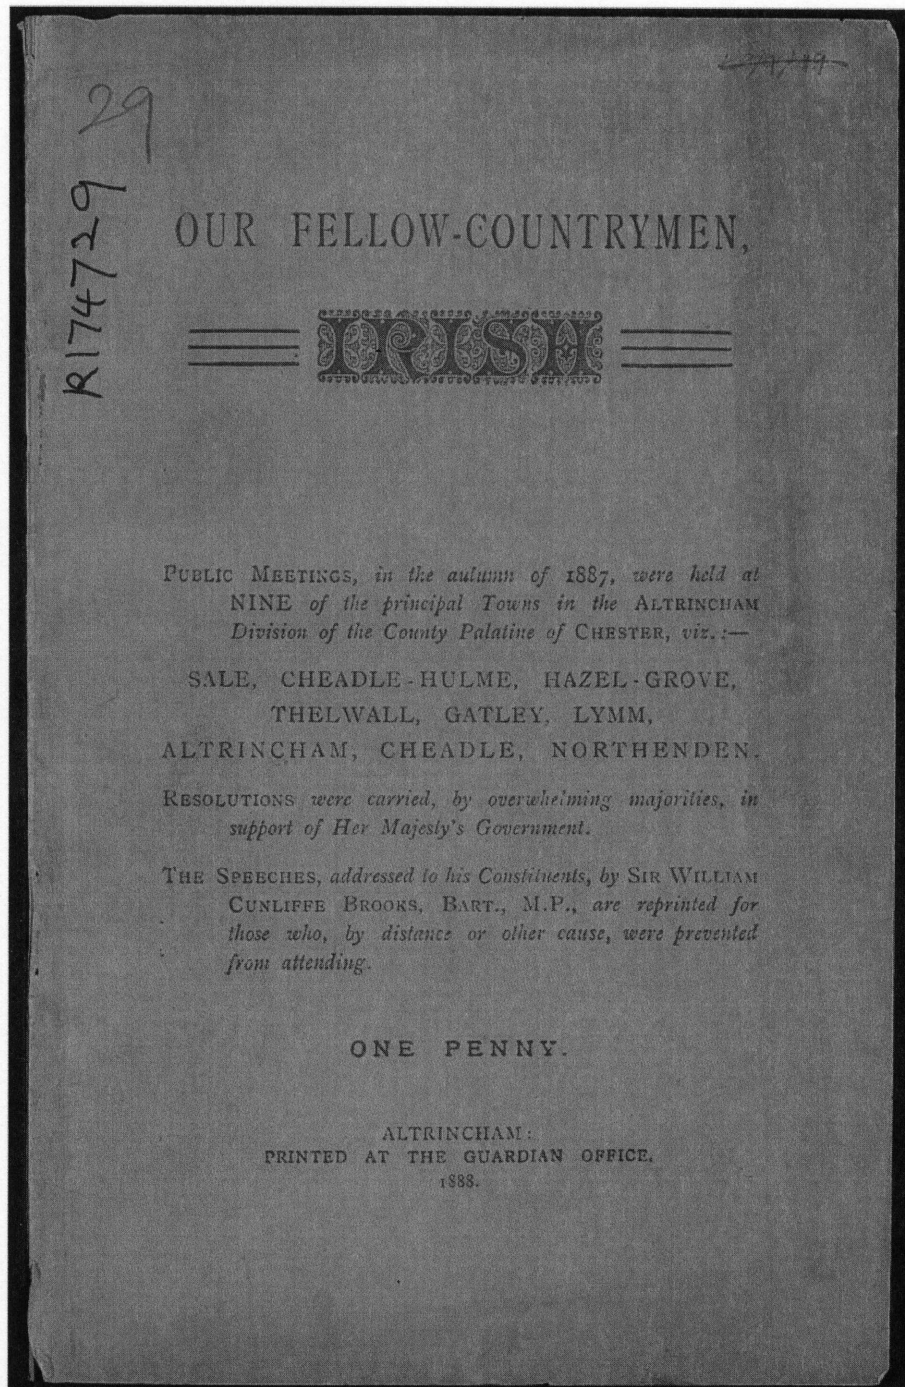 29
R174729
OUR FELLOW-COUNTRYMEN,
IRISH
PUBLIC MEETINGS, in the autumn of 1887, were held at
NINE of the principal Towns in the ALTRINCHAM
Division of the County Palatine of CHESTER, viz.:—
SALE, CHEADLE-HULME, HAZEL-GROVE,
THELWALL, GATLEY, LYMM,
ALTRINCHAM, CHEADLE, NORTHENDEN.
RESOLUTIONS were carried, by overwhelming majorities, in
support of Her Majesty's Government.
THE SPEECHES, addressed to his Constituents, by SIR WILLIAM
CUNLIFFE BROOKS, BART., M.P., are reprinted for
those who, by distance or other cause, were prevented
from attending.
ONE PENNY.
ALTRINCHAM:
PRINTED AT THE GUARDIAN OFFICE.
1888.